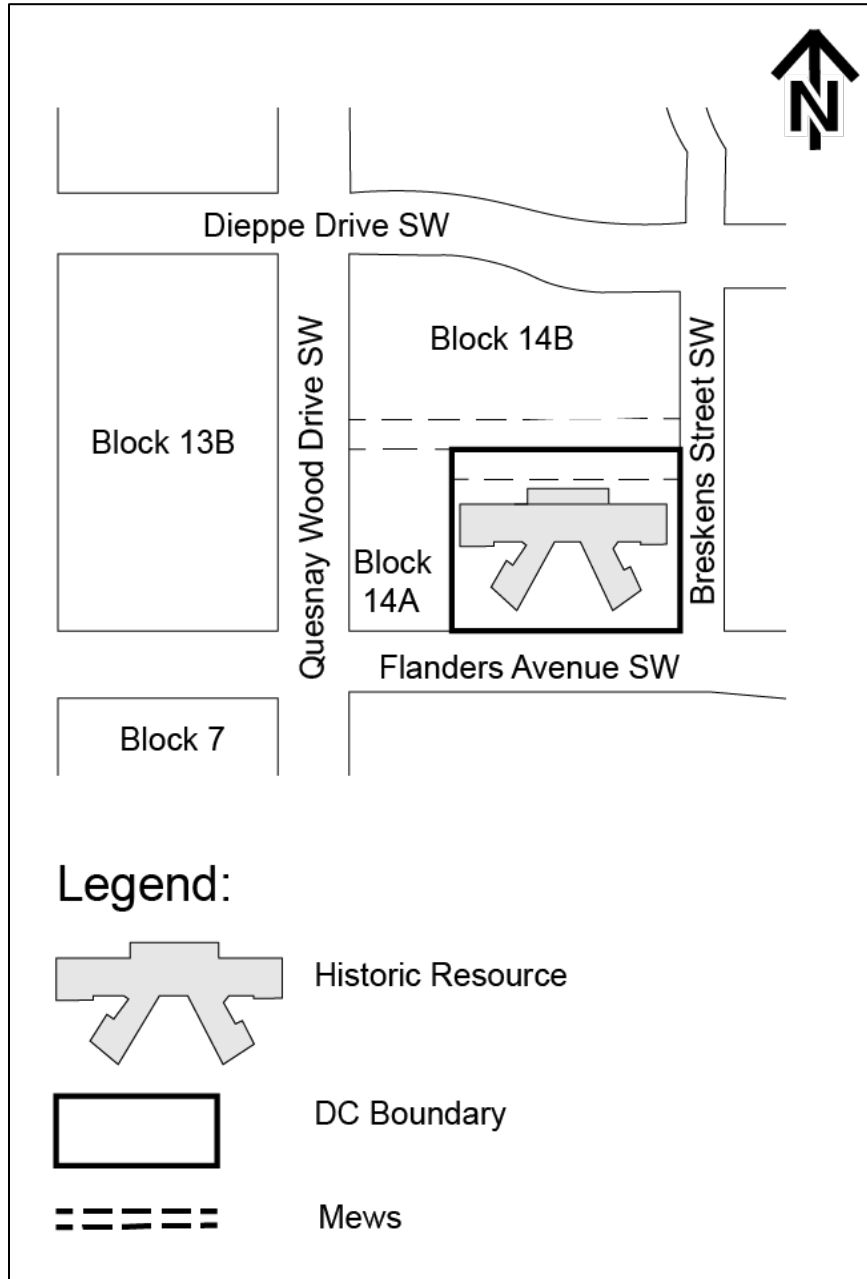 N
Dieppe Drive SW
Block 14B
Quesnay Wood Drive SW
Breskens Street SW
Block 13B
Block
14A
Flanders Avenue SW
Block 7
Legend:
Historic Resource
DC Boundary
Mews